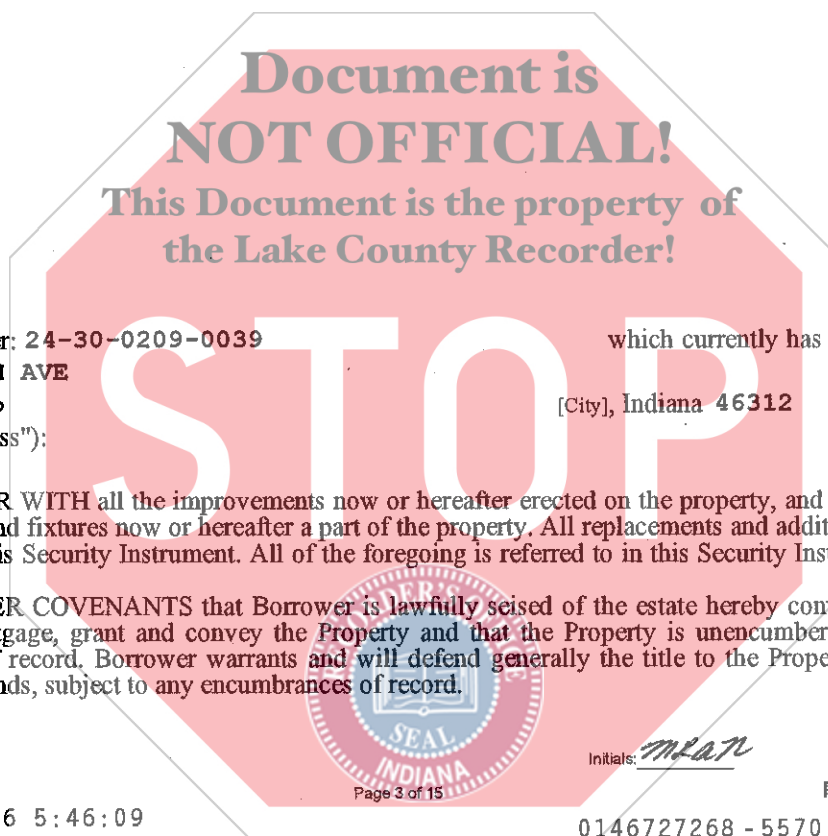 Document is
NOT OFFICIAL!
This Document is the property of
the Lake County Recorder!
STOP
r: 24-30-0209-0039 which currently has
AVE
[City], Indiana 46312
ss"):
R WITH all the improvements now or hereafter erected on the property, and
nd fixtures now or hereafter a part of the property. All replacements and addit
is Security Instrument. All of the foregoing is referred to in this Security Ins
ER COVENANTS that Borrower is lawfully seised of the estate hereby con
gage, grant and convey the Property and that the Property is unencumber
record. Borrower warrants and will defend generally the title to the Prope
nds, subject to any encumbrances of record.
SEAL
INDIANA
Initials:
Page 3 of 15
6 5:46:09
0146727268 - 5570